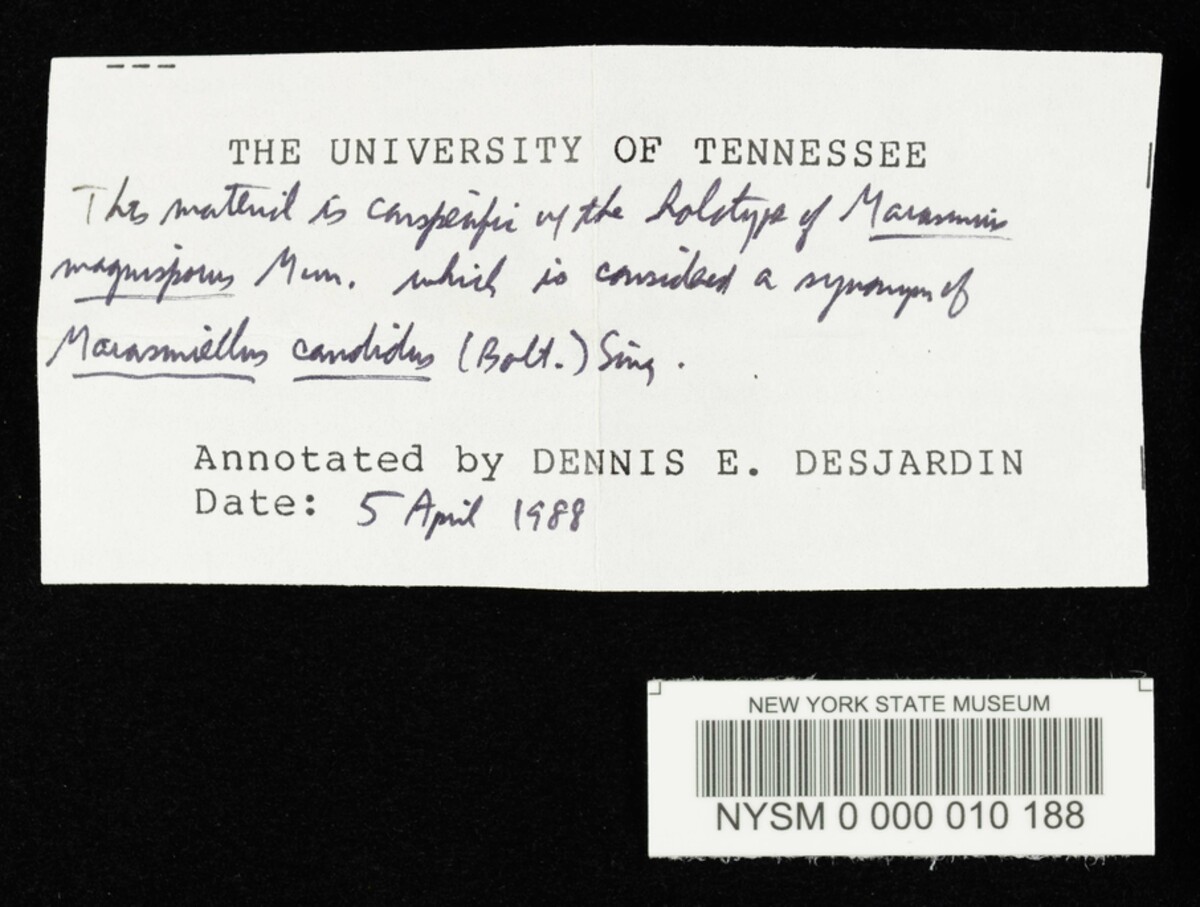 THE UNIVERSITY OF TENNESSEE
This material is conspecific w/ the holotype of Marasmius
magnisporus Murr. which is considered a synonym of
Marasmiellus candidus (Bolt.) Sing.
Annotated by DENNIS E. DESJARDIN
Date: 5 April 1988
NEW YORK STATE MUSEUM
NYSM 0 000 010 188